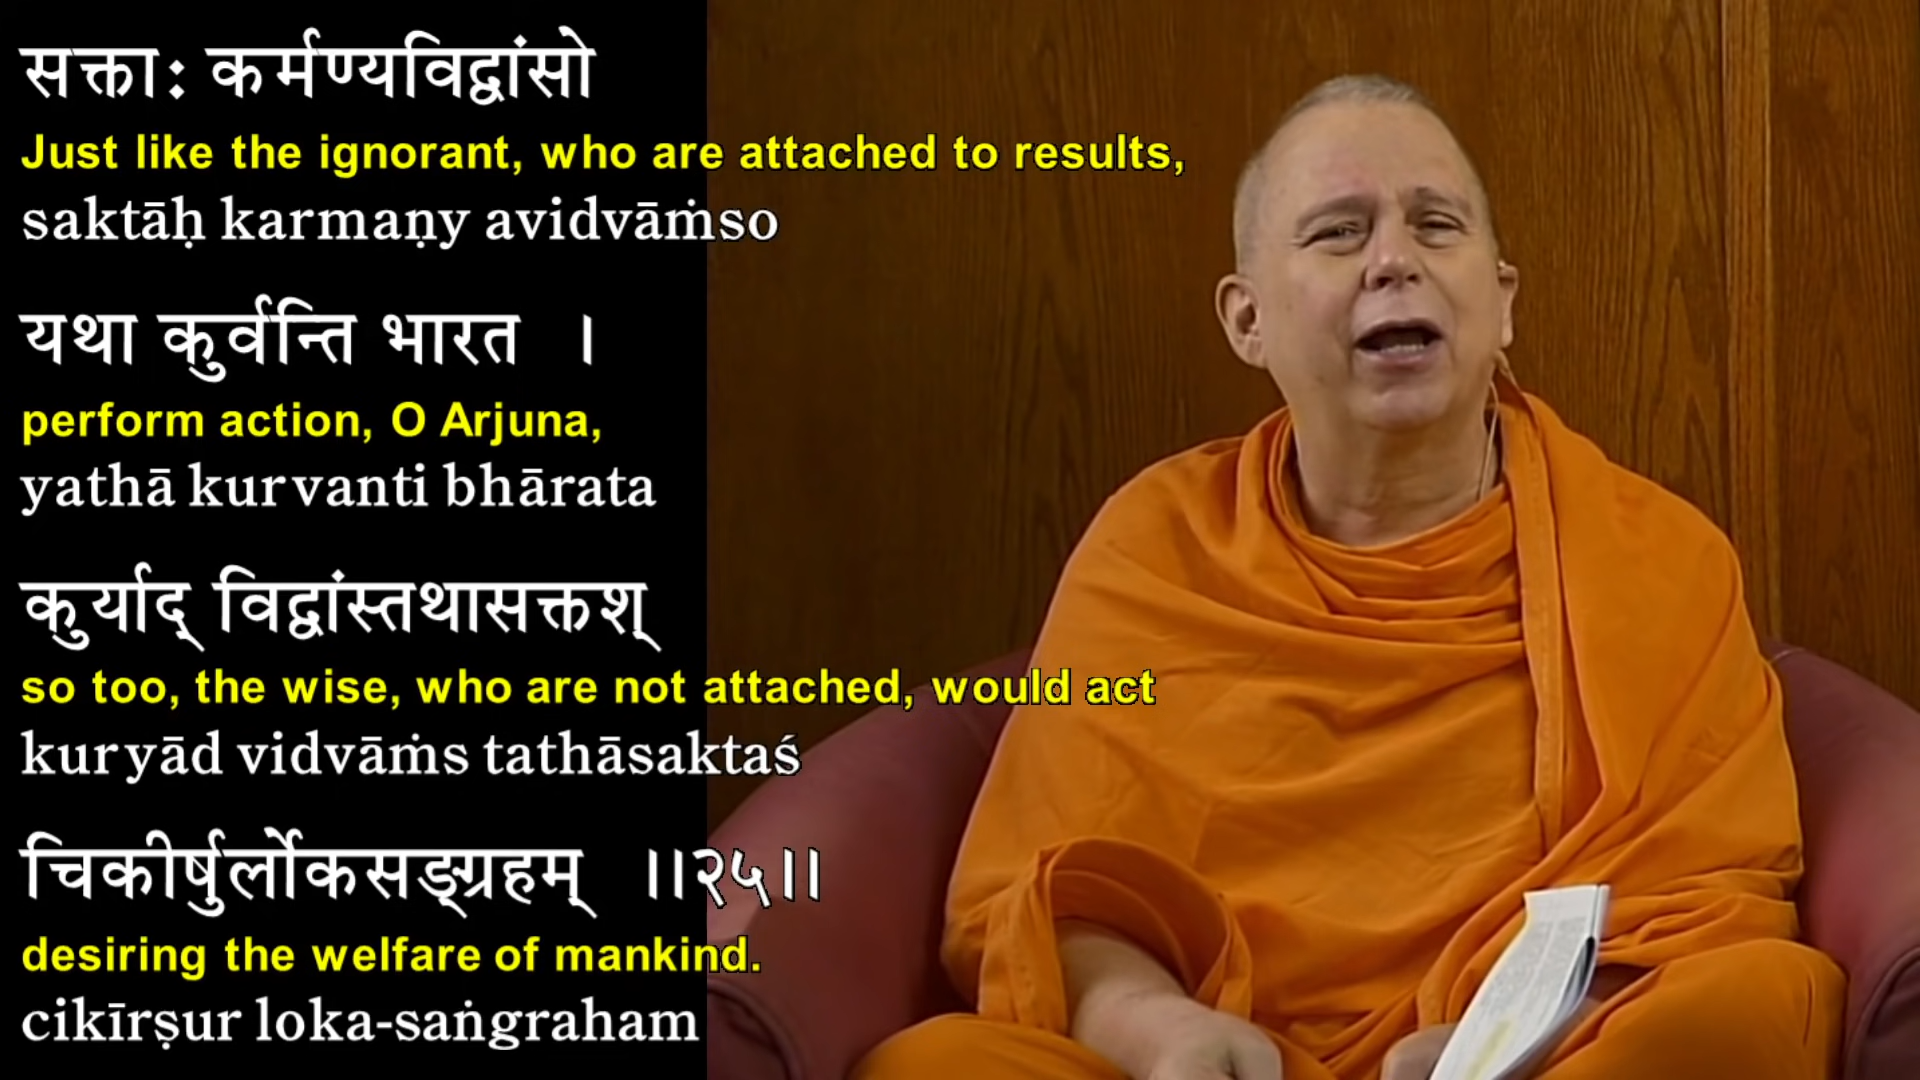 सक्ताः कर्मण्यविद्वांसो
Just like the ignorant, who are attached to results,
saktāḥ karmaṇy avidvāṁso
यथा कुर्वन्ति भारत ।
perform action, O Arjuna,
yathā kurvanti bhārata
कुर्याद् विद्वांस्तथासक्तश्
so too, the wise, who are not attached, would act
kuryād vidvāṁs tathāsaktaś
चिकीर्षुर्लोकसङ्ग्रहम् ।।२५।।
desiring the welfare of mankind.
cikīrṣur loka-saṅgraham